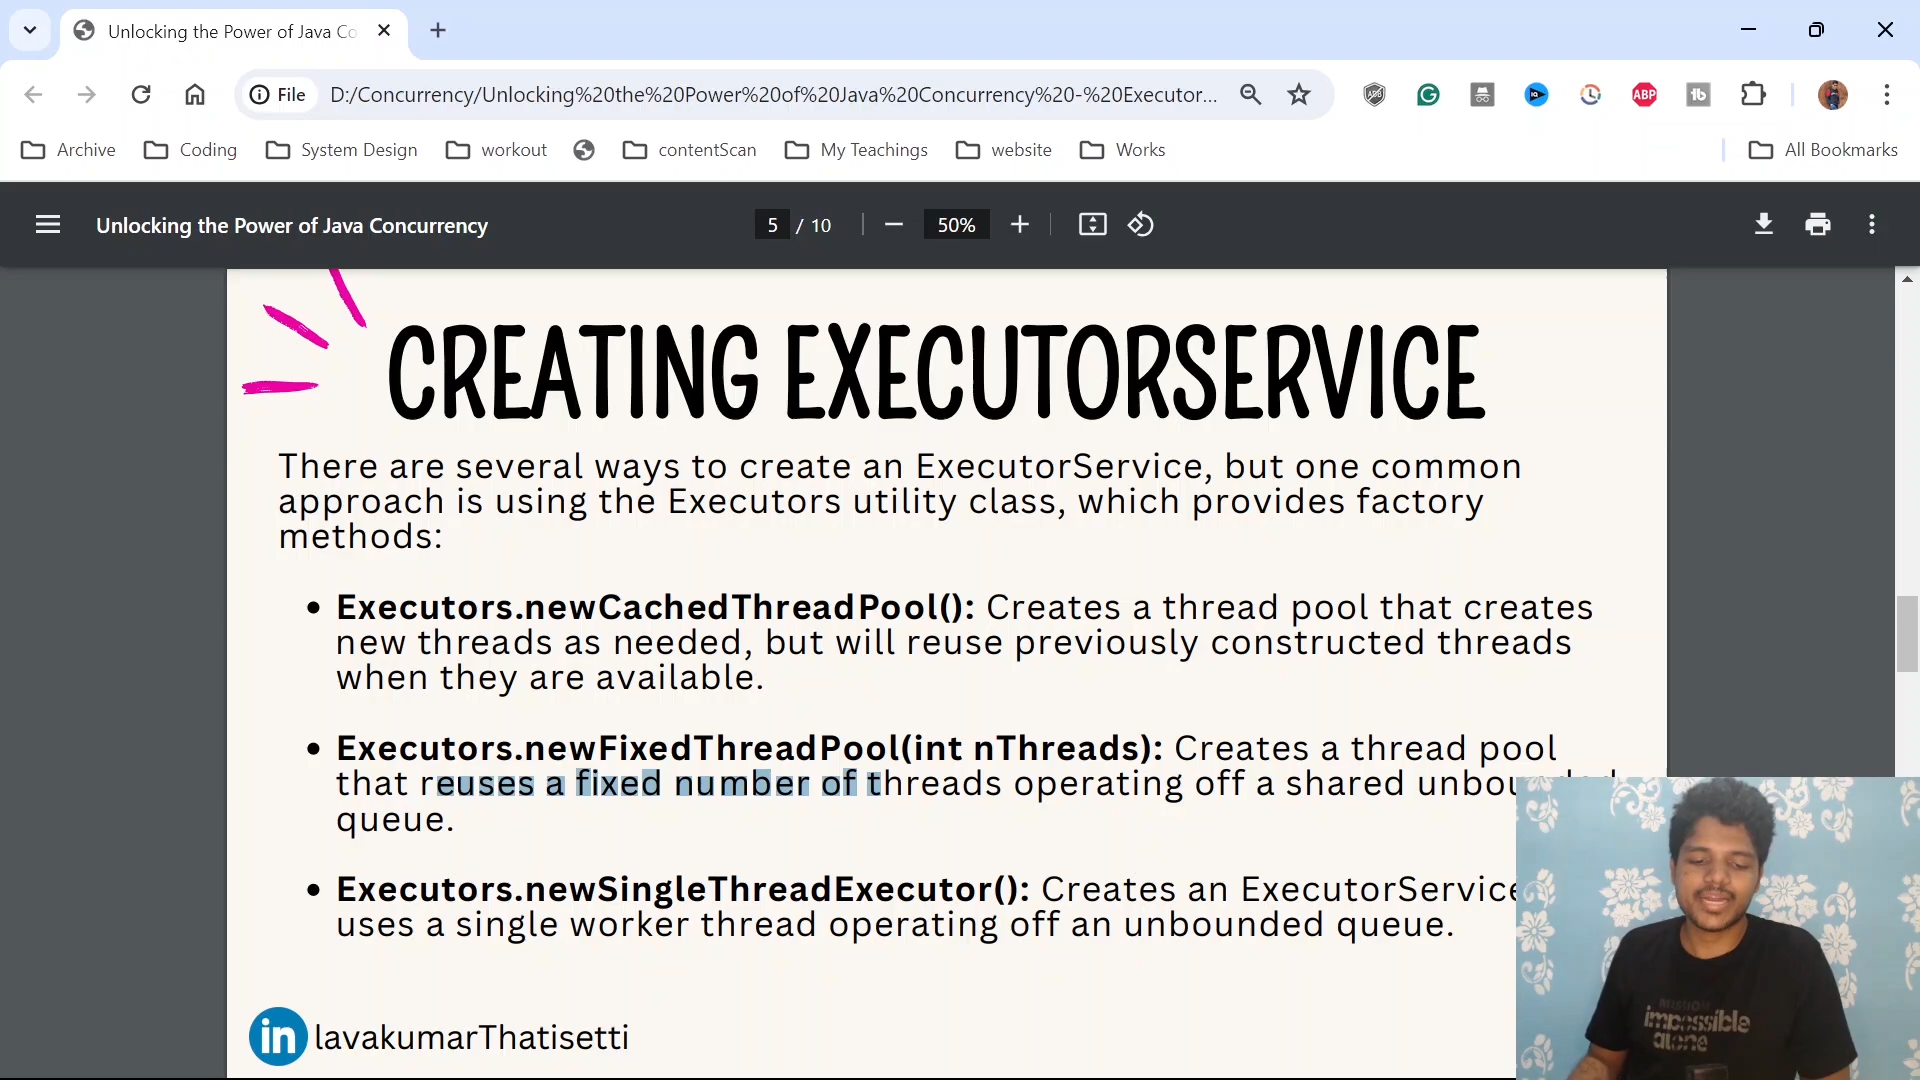 Unlocking the Power of Java Co
File
D:/Concurrency/Unlocking%20the%20Power%20of%20Java%20Concurrency%20-%20Executor...
ABP
Archive
Coding
System Design
workout
contentScan
My Teachings
website
Works
All Bookmarks
Unlocking the Power of Java Concurrency
5 / 10
50%
CREATING EXECUTORSERVICE
There are several ways to create an ExecutorService, but one common
approach is using the Executors utility class, which provides factory
methods:
• Executors.newCachedThreadPool(): Creates a thread pool that creates
new threads as needed, but will reuse previously constructed threads
when they are available.
• Executors.newFixedThreadPool(int nThreads): Creates a thread pool
that reuses a fixed number of threads operating off a shared unbounded
queue.
• Executors.newSingleThreadExecutor(): Creates an ExecutorService
uses a single worker thread operating off an unbounded queue.
in lavakumarThatisetti
impossible
alone